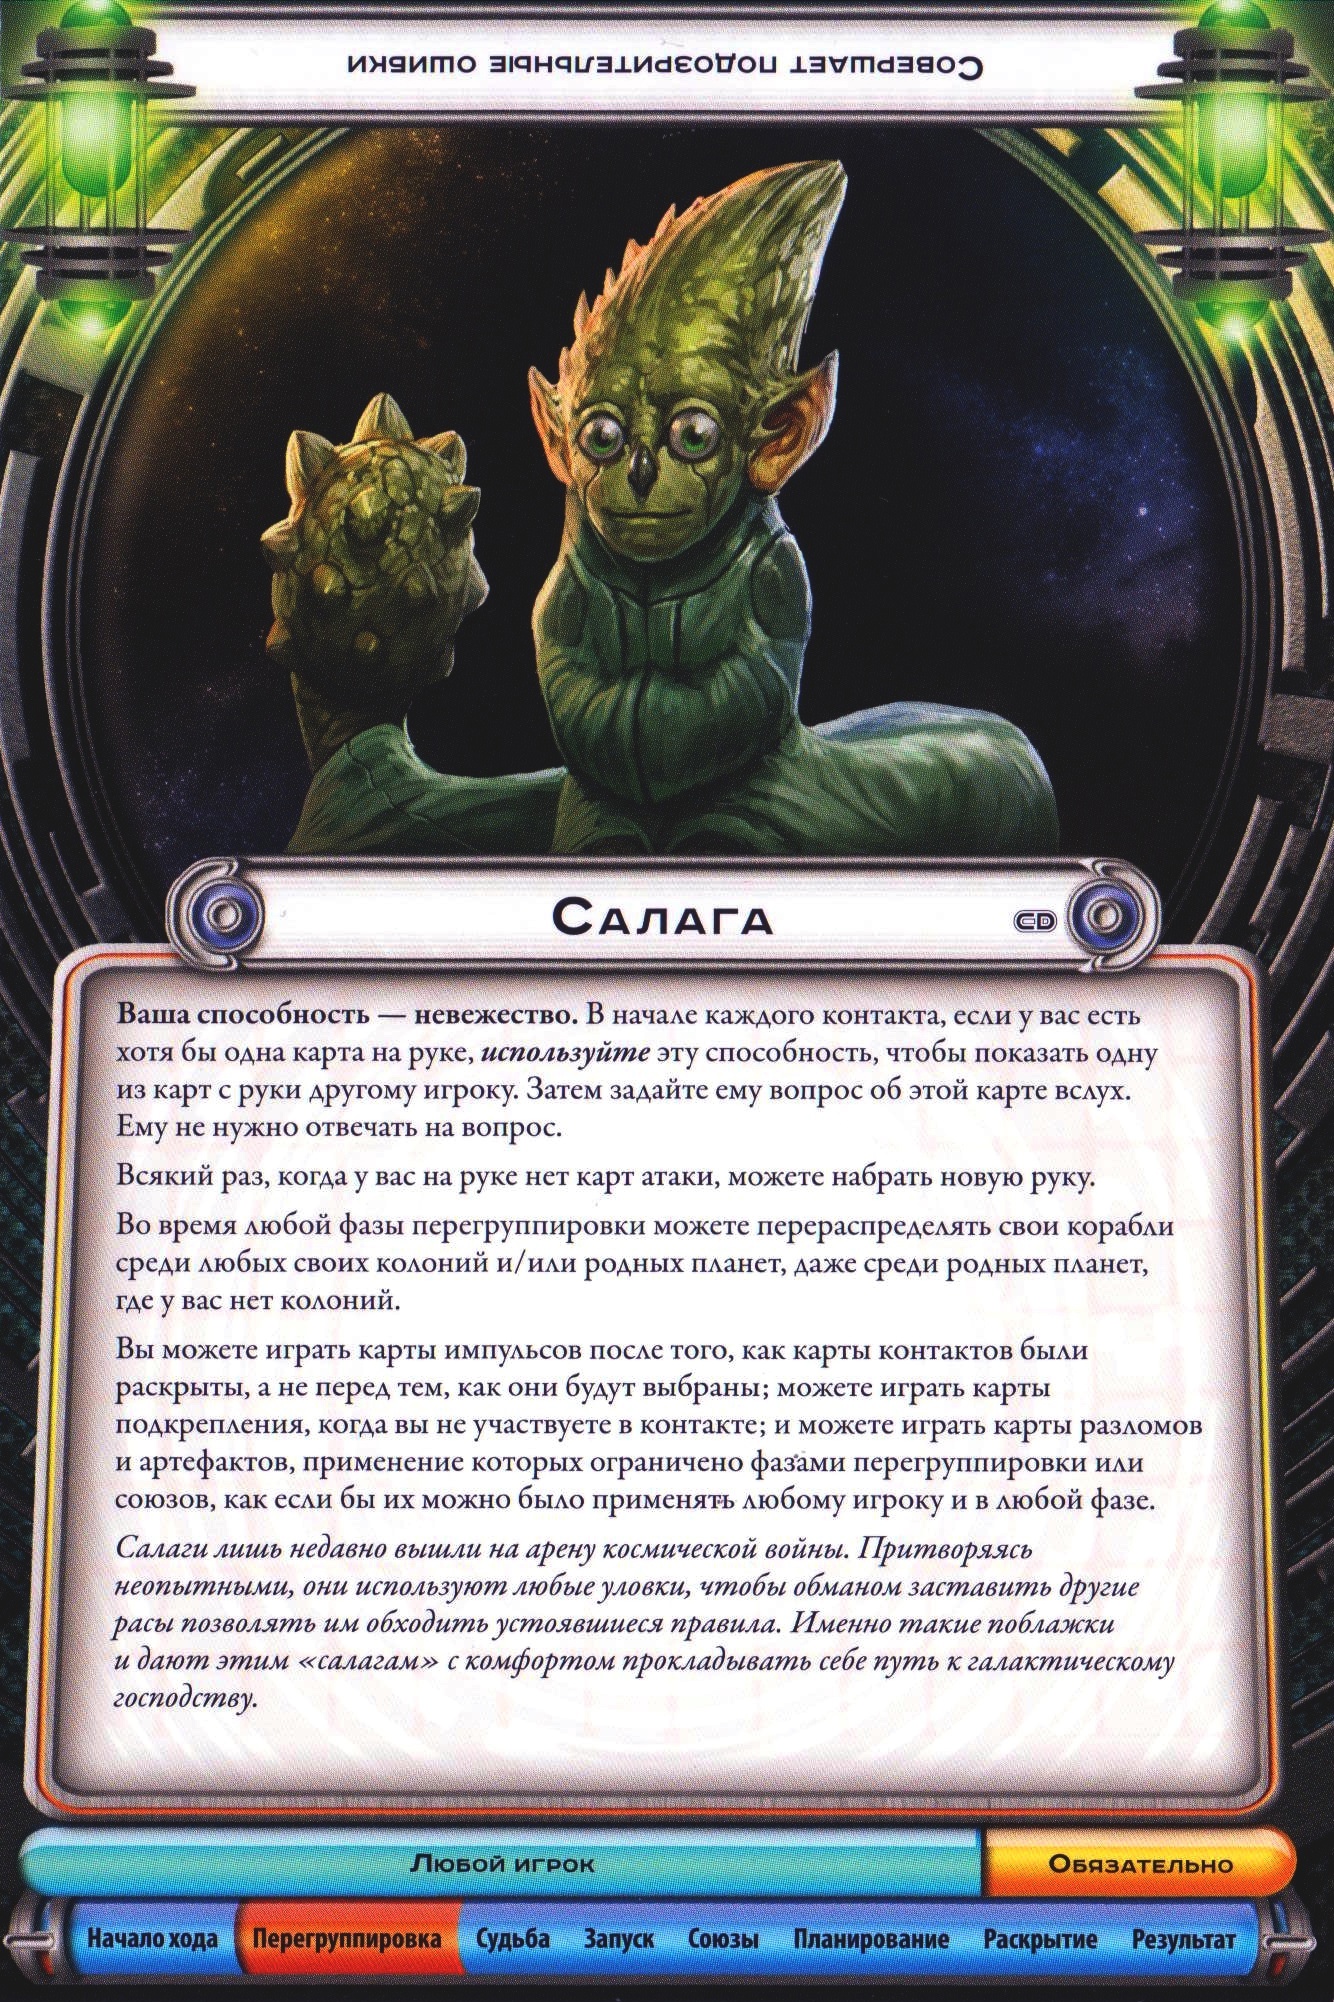 Совершает подозрительные ошибки
Салага
CD
Ваша способность — невежество. В начале каждого контакта, если у вас есть
хотя бы одна карта на руке, используйте эту способность, чтобы показать одну
из карт с руки другому игроку. Затем задайте ему вопрос об этой карте вслух.
Ему не нужно отвечать на вопрос.
Всякий раз, когда у вас на руке нет карт атаки, можете набрать новую руку.
Во время любой фазы перегруппировки можете перераспределять свои корабли
среди любых своих колоний и/или родных планет, даже среди родных планет,
где у вас нет колоний.
Вы можете играть карты импульсов после того, как карты контактов были
раскрыты, а не перед тем, как они будут выбраны; можете играть карты
подкрепления, когда вы не участвуете в контакте; и можете играть карты разломов
и артефактов, применение которых ограничено фазами перегруппировки или
союзов, как если бы их можно было применять любому игроку и в любой фазе.
Салаги лишь недавно вышли на арену космической войны. Притворяясь
неопытными, они используют любые уловки, чтобы обманом заставить другие
расы позволять им обходить устоявшиеся правила. Именно такие поблажки
и дают этим «салагам» с комфортом прокладывать себе путь к галактическому
господству.
Любой игрок
Обязательно
Начало хода Перегруппировка Судьба Запуск Союзы Планирование Раскрытие Результат